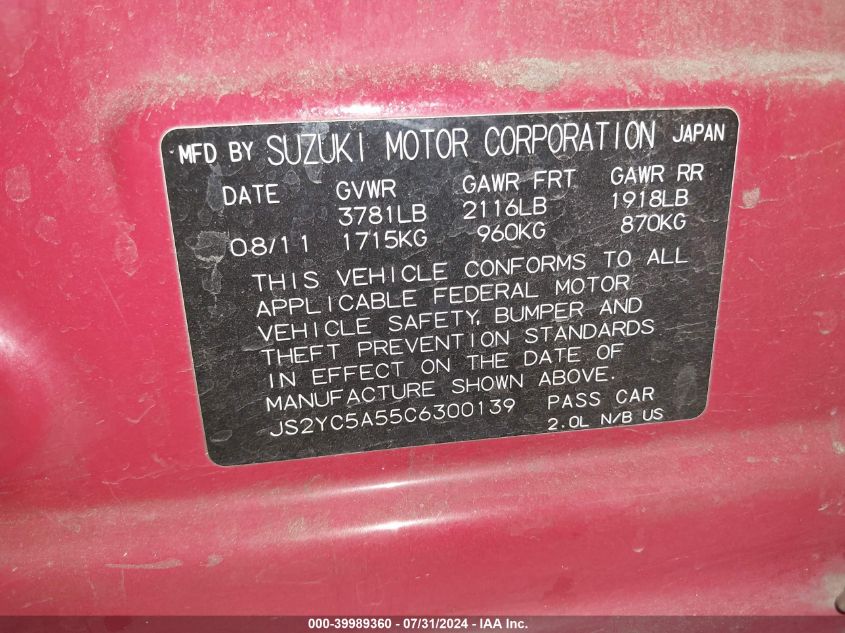 MFD BY SUZUKI MOTOR CORPORATION JAPAN
DATE GVWR GAWR FRT GAWR RR
3781LB 2116LB 1918LB
08/11 1715KG 960KG 870KG
THIS VEHICLE CONFORMS TO ALL
APPLICABLE FEDERAL MOTOR
VEHICLE SAFETY, BUMPER AND
THEFT PREVENTION STANDARDS
IN EFFECT ON THE DATE OF
MANUFACTURE SHOWN ABOVE.
JS2YC5A55C6300139 PASS CAR
2.0L N/B US
000-39989360 - 07/31/2024 - IAA Inc.